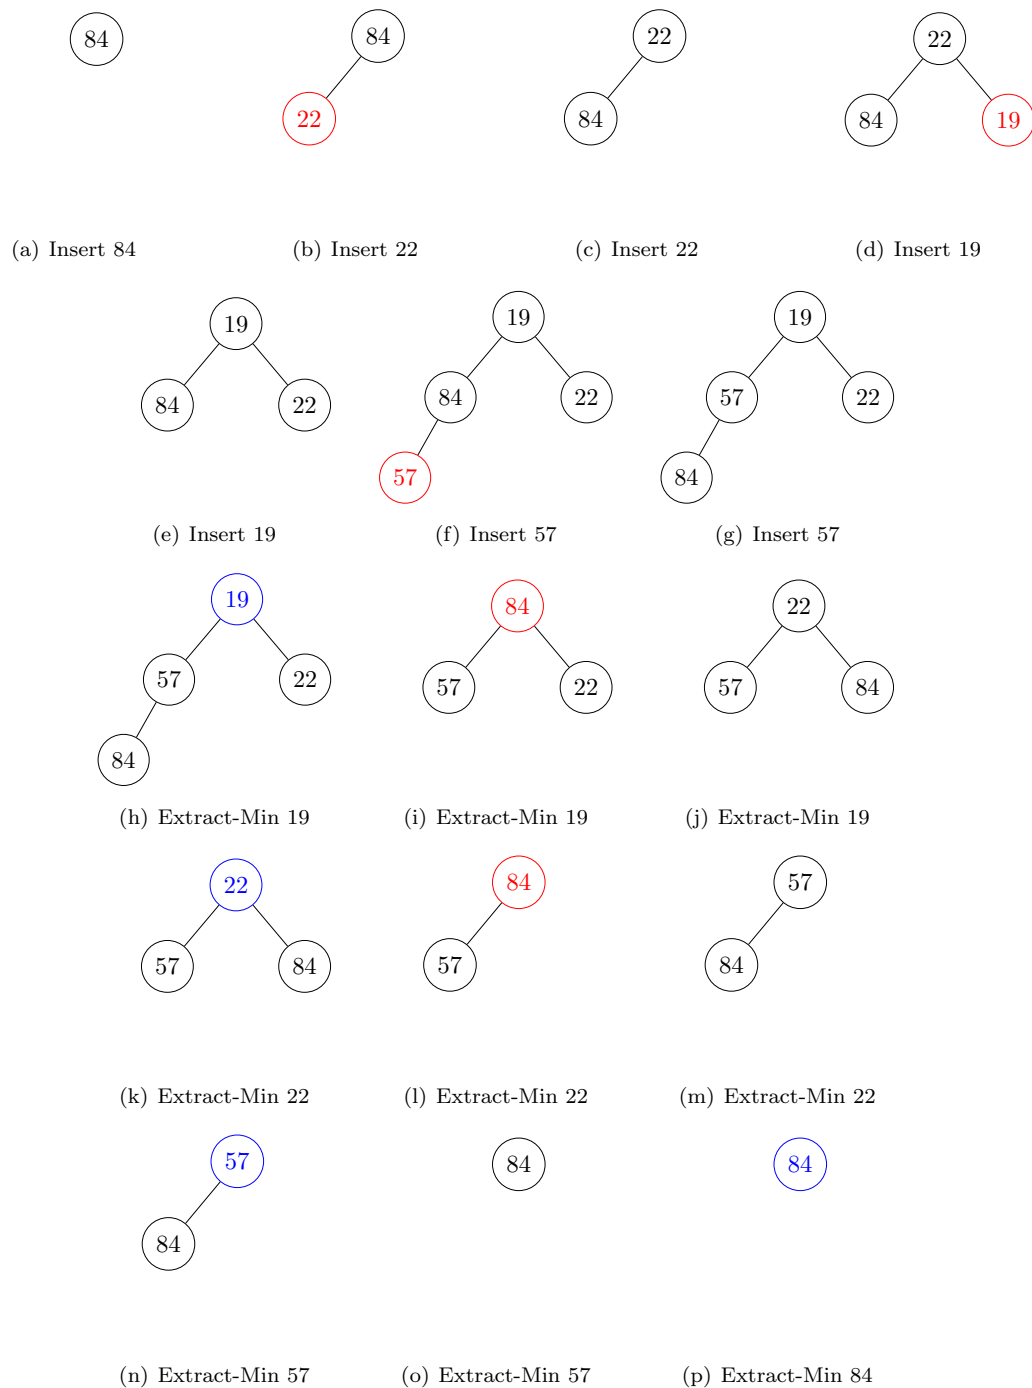 84 84 22 22
22 84 84 19
(a) Insert 84 (b) Insert 22 (c) Insert 22 (d) Insert 19
19 19 19
84 22 84 22 57 22
57 84
(e) Insert 19 (f) Insert 57 (g) Insert 57
19 84 22
57 22 57 22 57 84
84
(h) Extract-Min 19 (i) Extract-Min 19 (j) Extract-Min 19
22 84 57
57 84 57 84
(k) Extract-Min 22 (l) Extract-Min 22 (m) Extract-Min 22
57 84 84
84
(n) Extract-Min 57 (o) Extract-Min 57 (p) Extract-Min 84